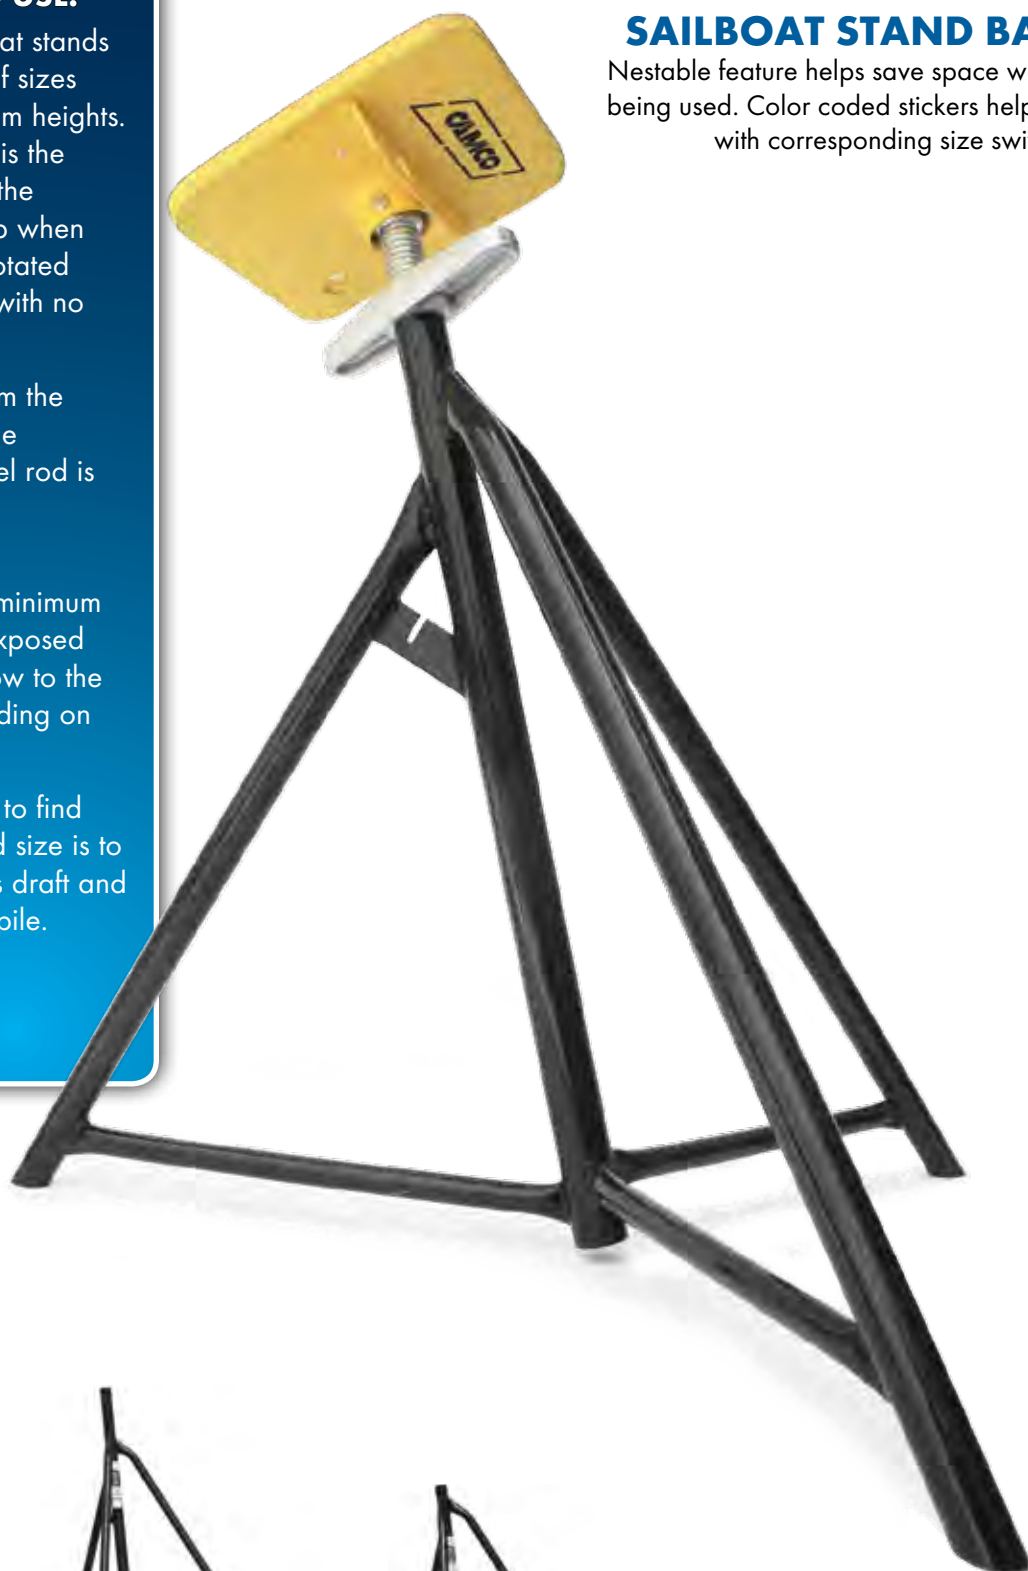 USE:
at stands
f sizes
m heights.
is the
the
o when
otated
with no
m the
e
el rod is
minimum
xposed
ow to the
ding on
to find
d size is to
s draft and
oile.
SAILBOAT STAND BA
Nestable feature helps save space w
being used. Color coded stickers help
with corresponding size swi
CAMCO